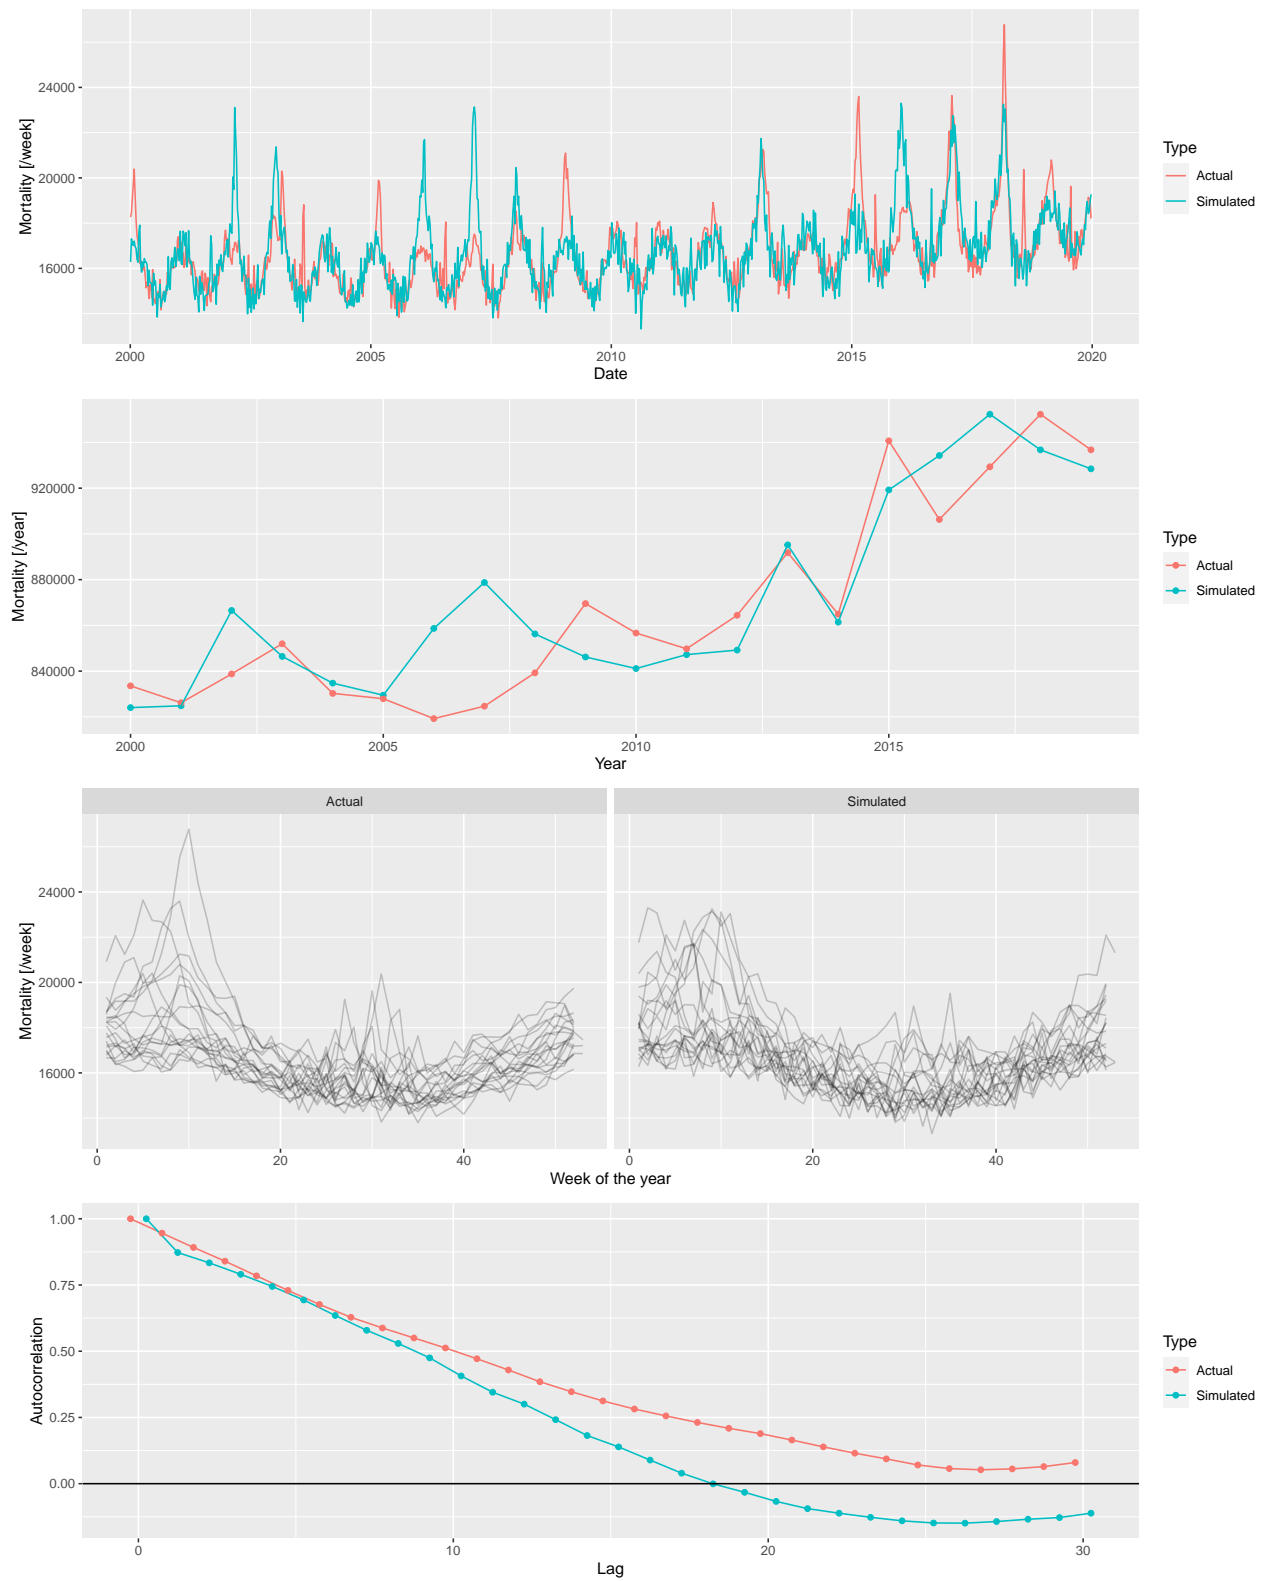 24000
20000
16000
Mortality [/week]
2000 2005 2010 2015 2020
Date
Type
Actual
Simulated
920000
880000
840000
Mortality [/year]
2000 2005 2010 2015
Year
Type
Actual
Simulated
Actual Simulated
24000
20000
16000
Mortality [/week]
0 20 40 0 20 40
Week of the year
1.00
0.75
0.50
0.25
0.00
Autocorrelation
0 10 20 30
Lag
Type
Actual
Simulated